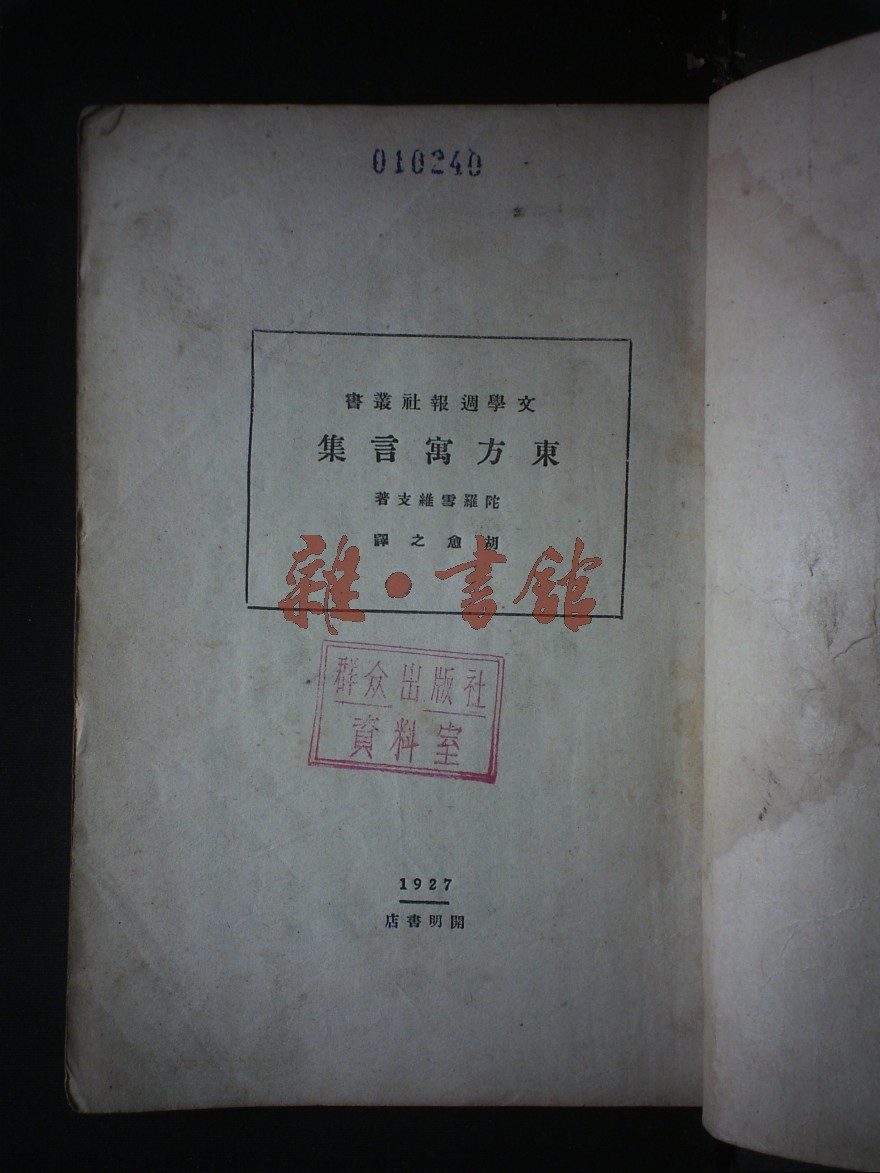 010240
文學週報社叢書
東方寓言集
陀羅雪維支著
胡愈之譯
雜·書館
群众出版社
資料室
1927
開明書店